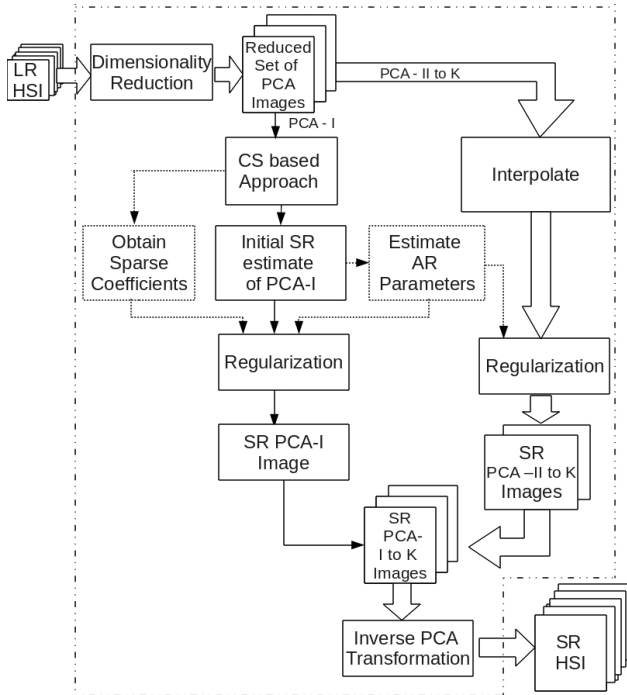 LR
HSI
Dimensionality
Reduction
Reduced
Set of
PCA
Images
PCA - II to K
PCA - I
CS based
Approach
Interpolate
Obtain
Sparse
Coefficients
Initial SR
estimate
of PCA-I
Estimate
AR
Parameters
Regularization
Regularization
SR PCA-I
Image
SR
PCA –II to K
Images
SR
PCA-
I to K
Images
Inverse PCA
Transformation
SR
HSI